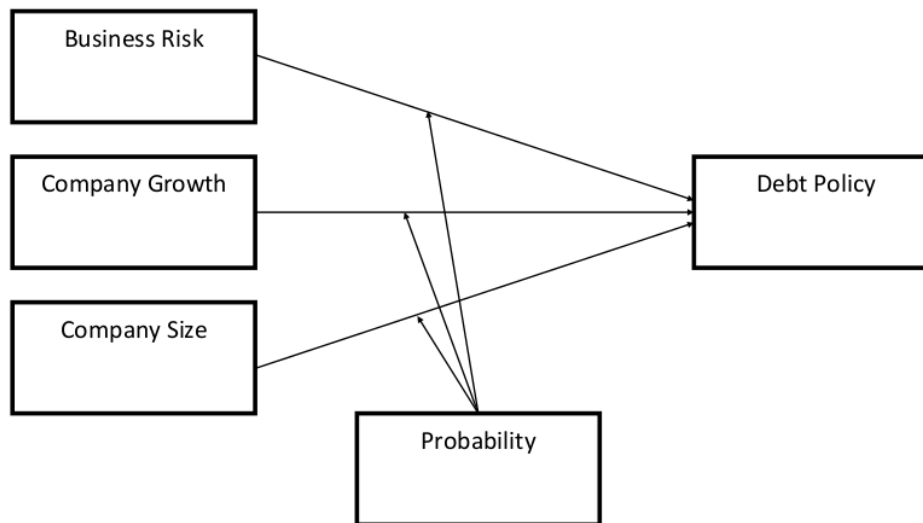 Business Risk
Company Growth
Debt Policy
Company Size
Probability